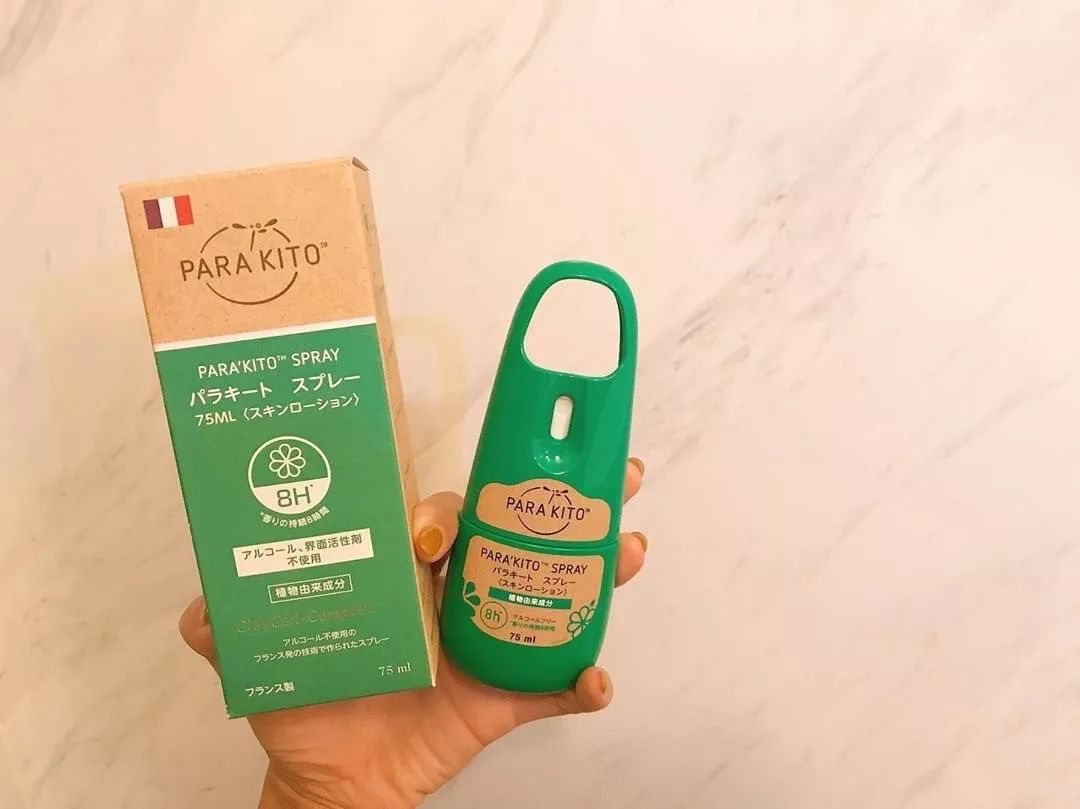 PARA KITO™
PARA'KITO™ SPRAY
パラキート スプレー
75ML〈スキンローション〉
8H*
*香りの持続8時間
アルコール、界面活性剤
不使用
植物由来成分
ClayCell-Complex
アルコール不使用の
フランス発の技術で作られたスプレー
75 ml
フランス製
PARA KITO™
PARA'KITO™ SPRAY
パラキート スプレー
〈スキンローション〉
植物由来成分
8h*
アルコールフリー
*香りの持続8時間
75 ml